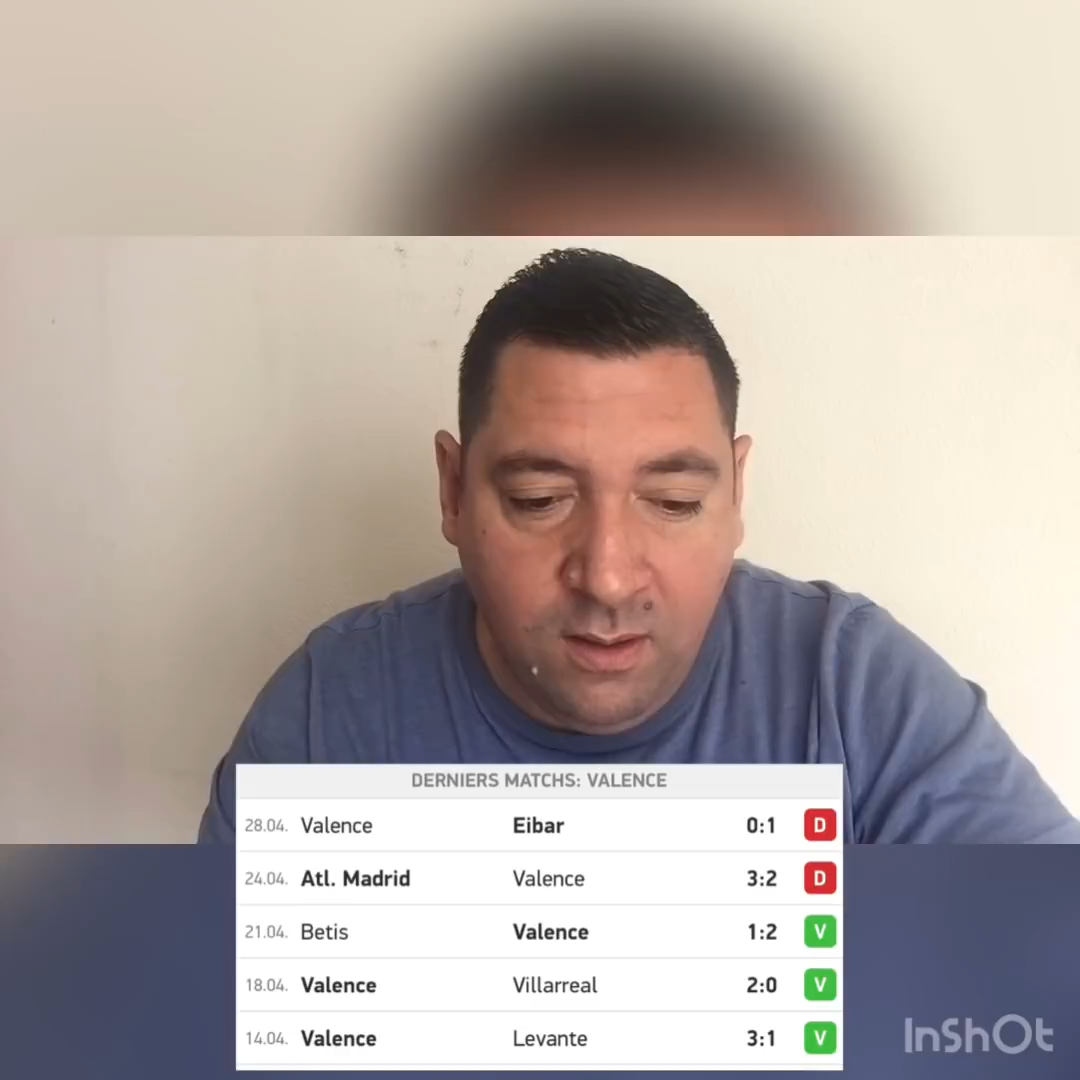 DERNIERS MATCHS: VALENCE
28.04. Valence Eibar 0:1 D
24.04. Atl. Madrid Valence 3:2 D
21.04. Betis Valence 1:2 V
18.04. Valence Villarreal 2:0 V
14.04. Valence Levante 3:1 V
InShOt